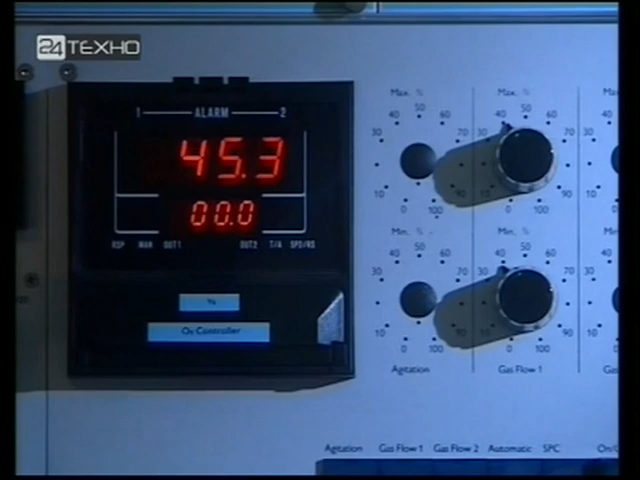 24 ТЕХНО
1 ALARM 2
45.3
00.0
RSP MAN OUT1 OUT2 T/A SPD/RS
%
O₂ Controller
Max. %
0 10 30 40 50 60 70 90 100
Max. %
30 40 50 60 70 90 100
10
Min. %
0 10 30 40 50 60 70 90 100
Agitation
Min. %
0 10 30 40 50 60 70 90 100
Gas Flow 1
Agitation Gas Flow 1 Gas Flow 2 Automatic SPC